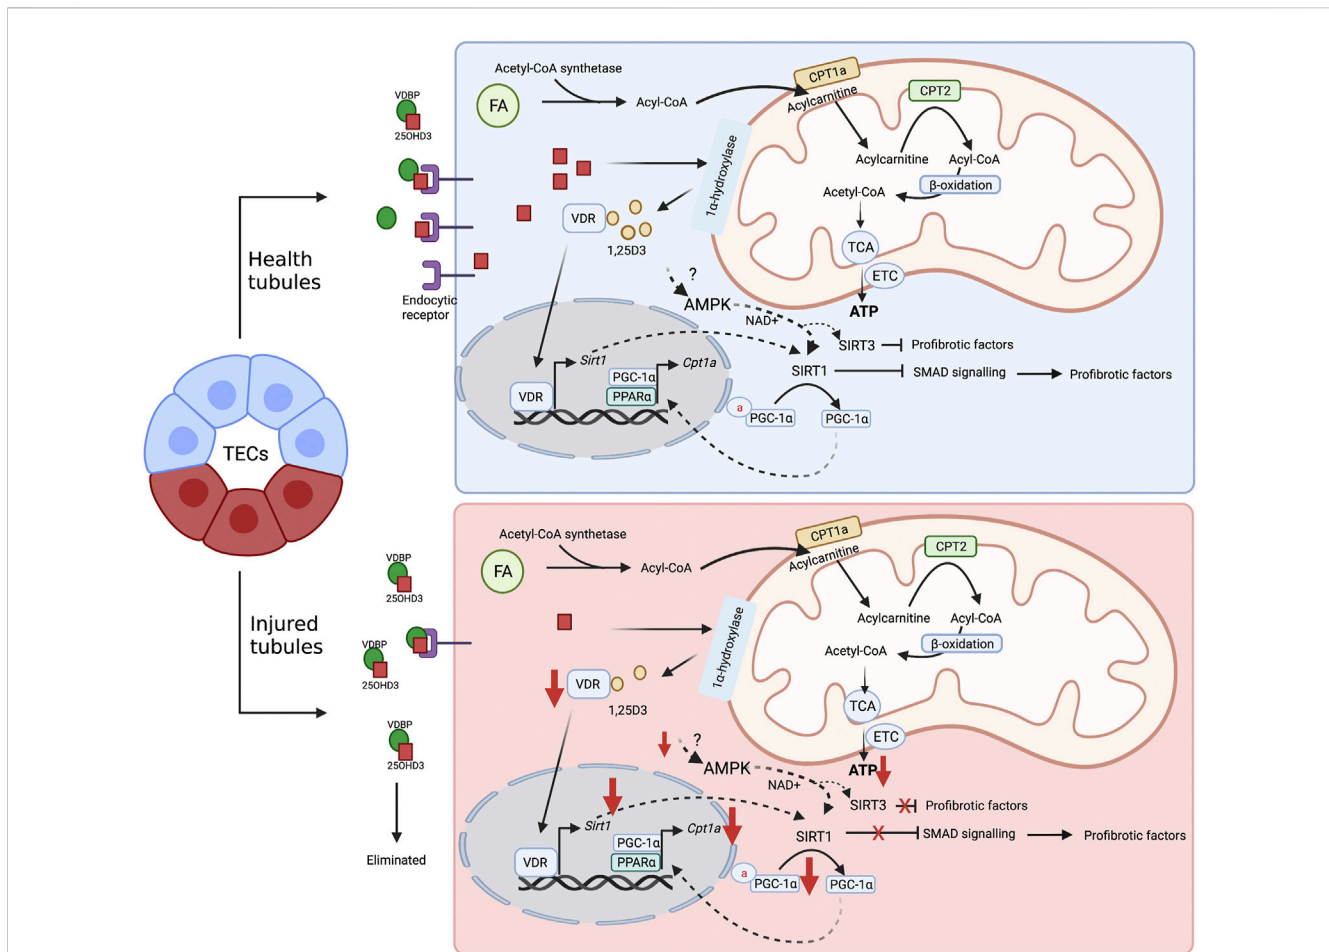 Acetyl-CoA synthetase
FA
Acyl-CoA
CPT1a
Acylcarnitine
CPT2
Acylcarnitine
Acyl-CoA
β-oxidation
Acetyl-CoA
TCA
ETC
ATP
VDBP
25OHD3
1α-hydroxylase
VDR
1,25D3
Endocytic
receptor
Health
tubules
?
AMPK
NAD+
SIRT3
Profibrotic factors
SIRT1
SMAD signalling
Profibrotic factors
Sirt1
Cpt1a
PGC-1α
PPARα
VDR
a
PGC-1α
PGC-1α
TECs
Injured
tubules
Acetyl-CoA synthetase
FA
Acyl-CoA
CPT1a
Acylcarnitine
CPT2
Acylcarnitine
Acyl-CoA
β-oxidation
Acetyl-CoA
TCA
ETC
ATP
VDBP
25OHD3
VDBP
25OHD3
VDBP
25OHD3
Eliminated
1α-hydroxylase
VDR
1,25D3
?
AMPK
NAD+
SIRT3
Profibrotic factors
SIRT1
SMAD signalling
Profibrotic factors
Sirt1
Cpt1a
PGC-1α
PPARα
VDR
a
PGC-1α
PGC-1α